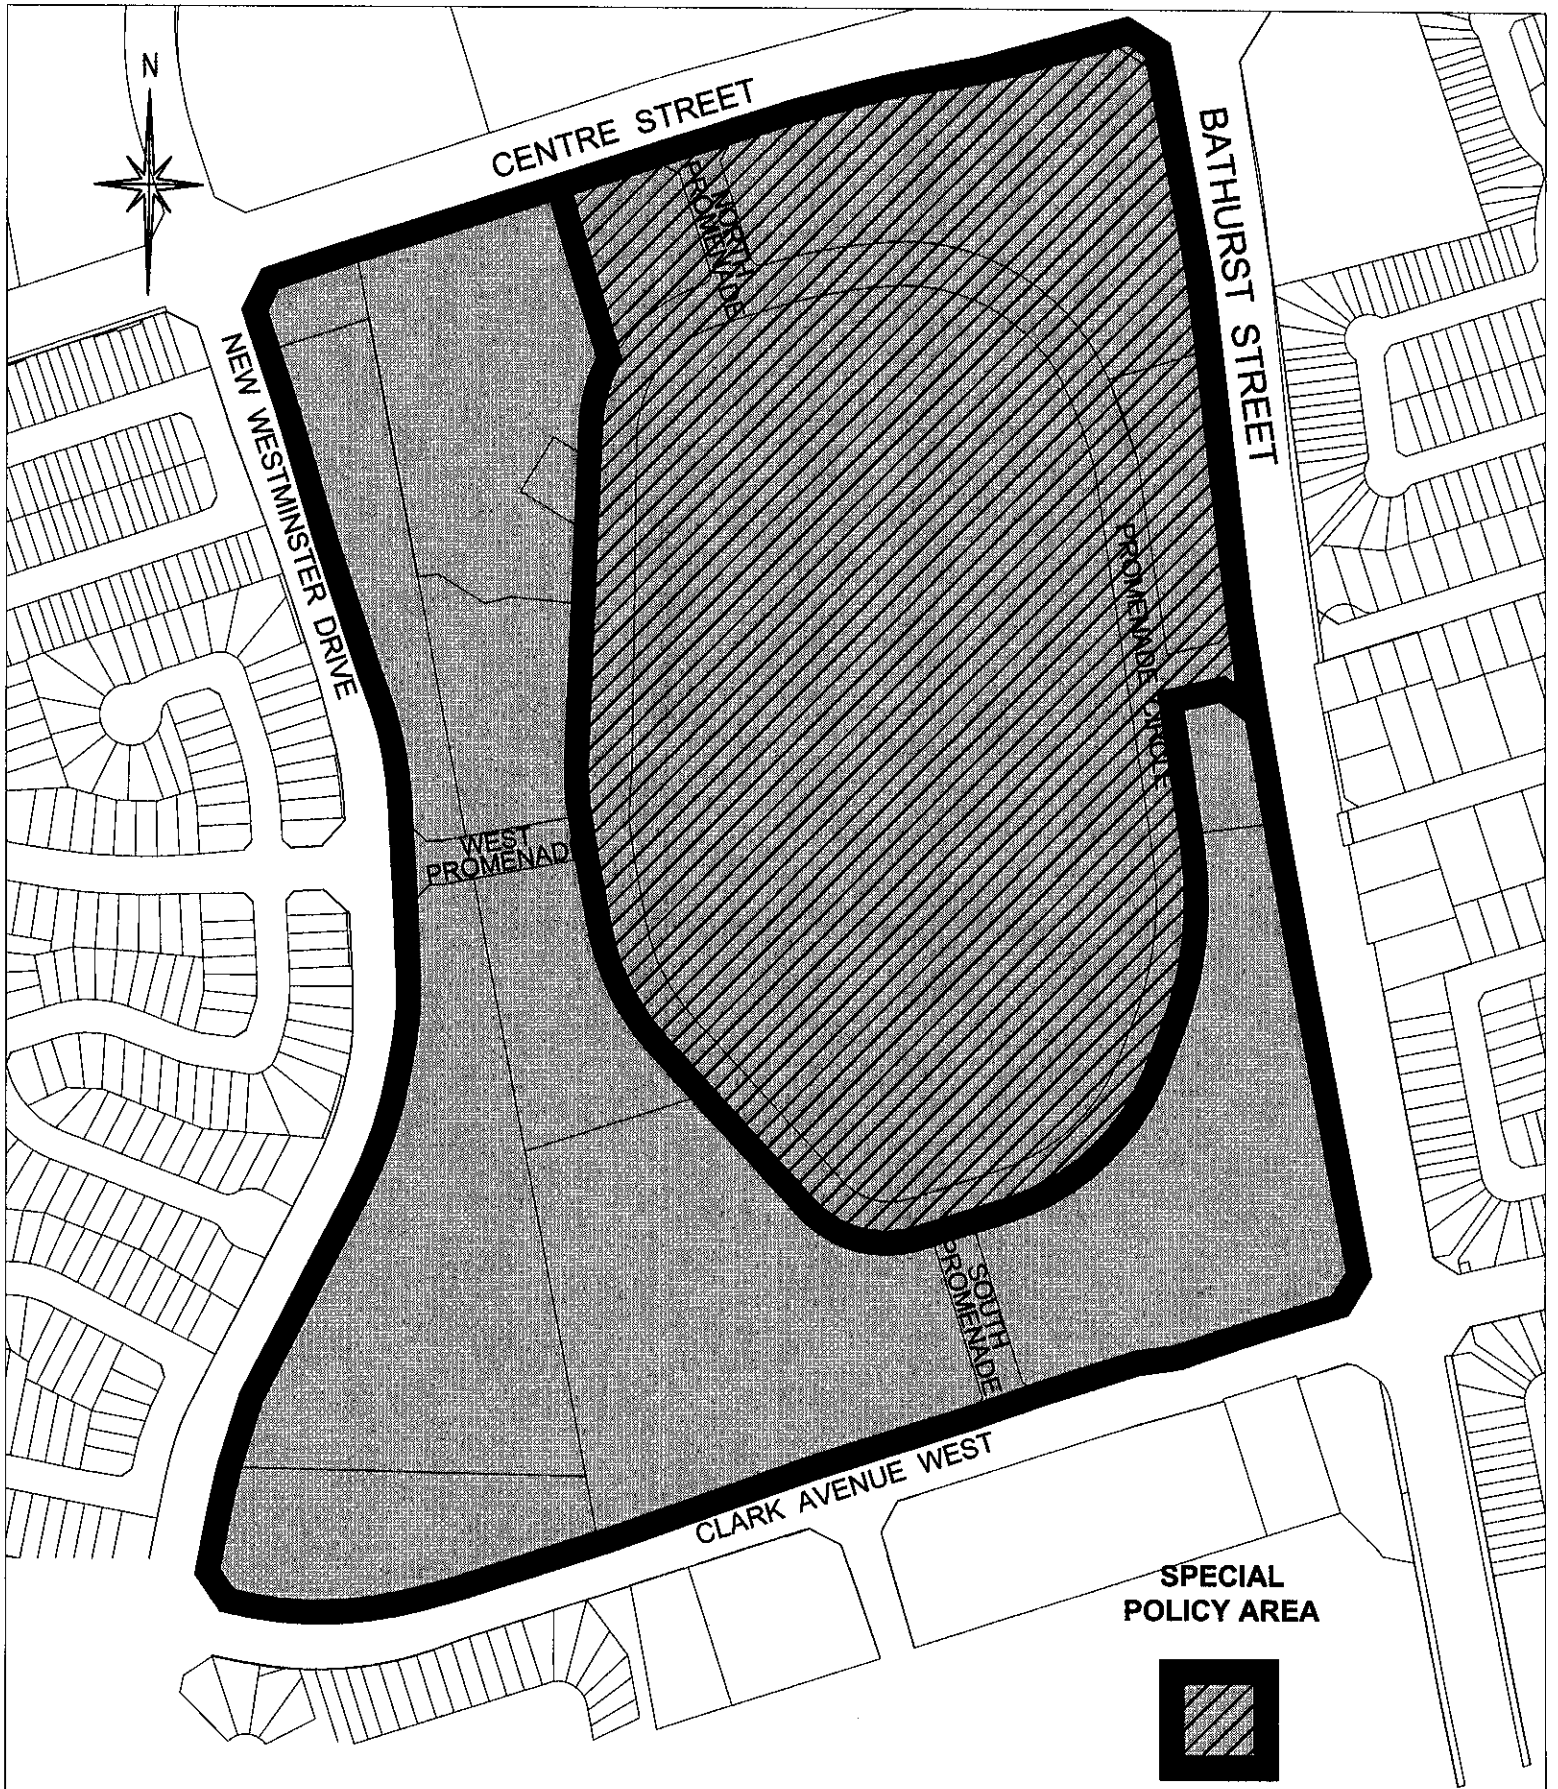 N
CENTRE STREET
BATHURST STREET
NORTH
PROMENADE
NEW WESTMINSTER DRIVE
PROMENADE CIRCLE
WEST
PROMENAD
SOUTH
PROMENADE
CLARK AVENUE WEST
SPECIAL
POLICY AREA